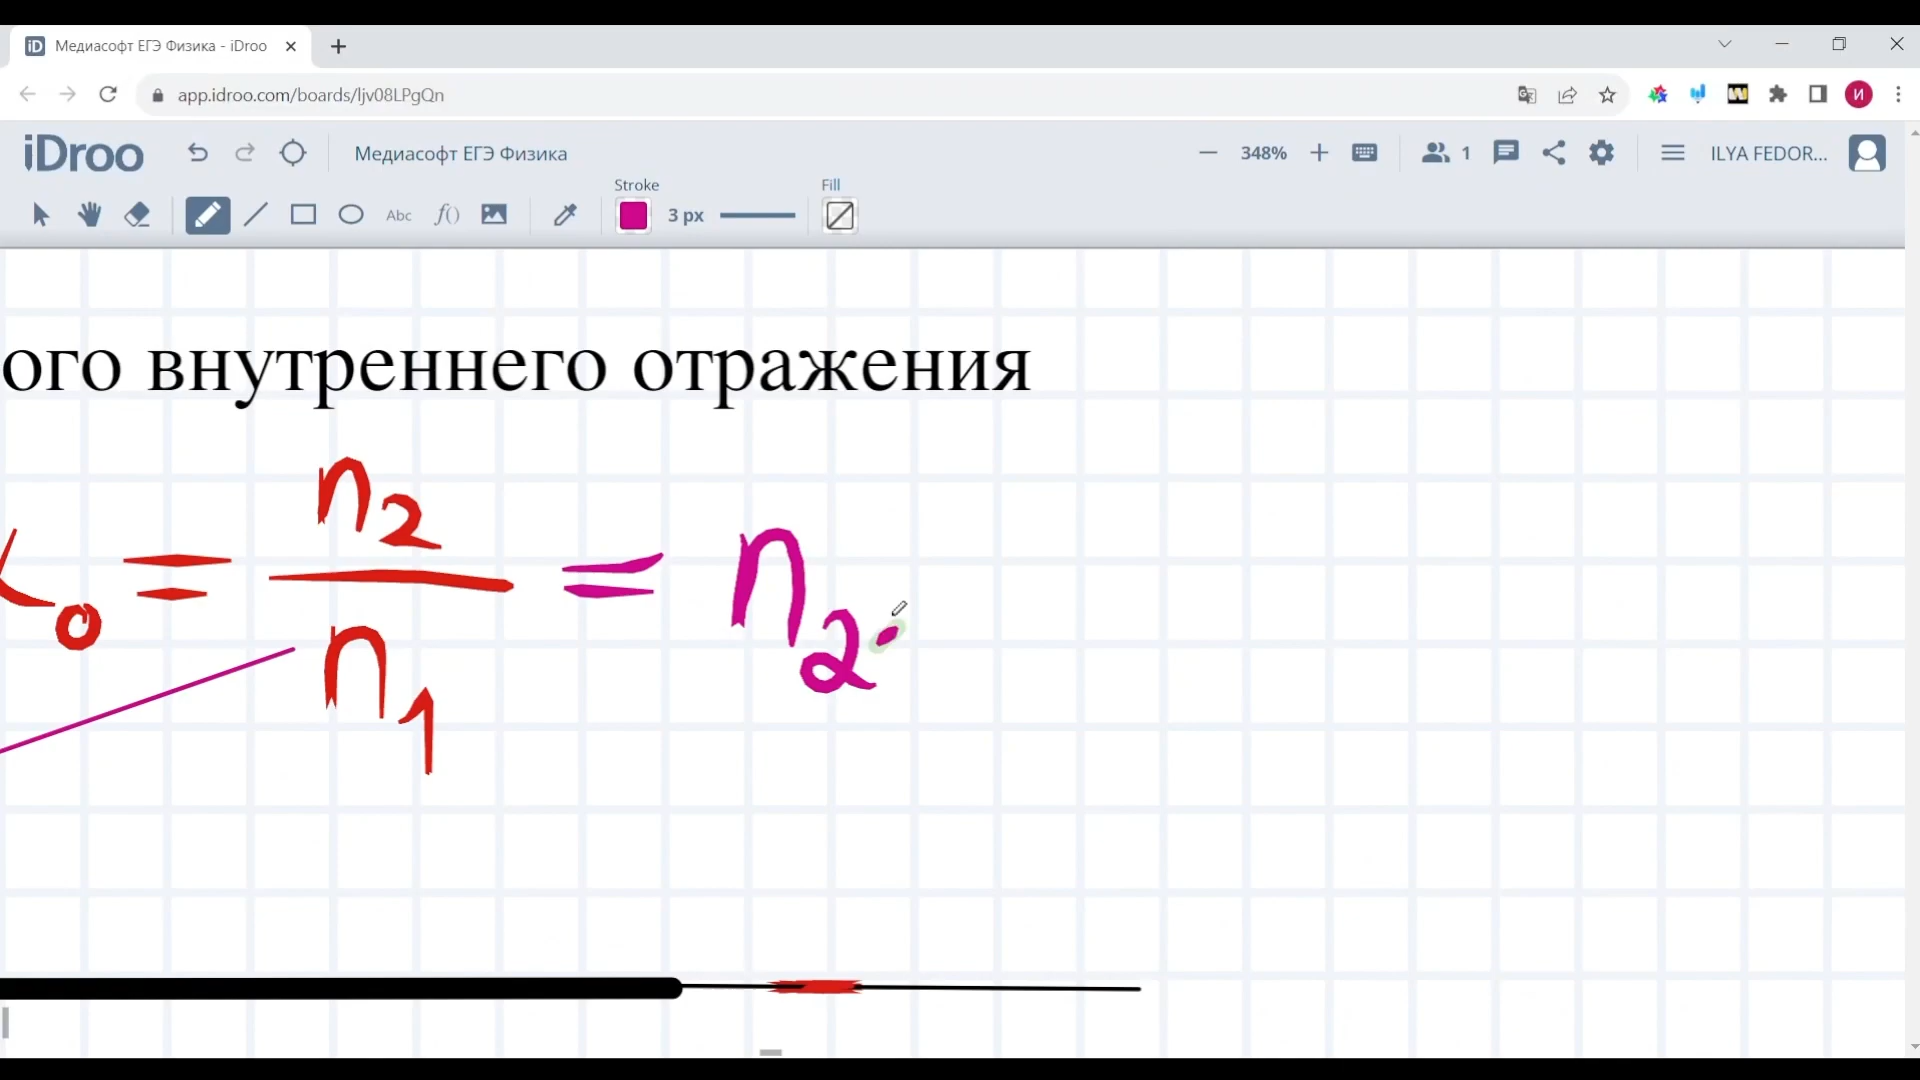 Медиасофт ЕГЭ Физика - iDroo
app.idroo.com/boards/ljv08LPgQn
И
iDroo
Медиасофт ЕГЭ Физика
348%
1
ILYA FEDOR...
Abc
f()
Stroke
3 px
Fill
ого внутреннего отражения
0 = n2 / n1 = n2